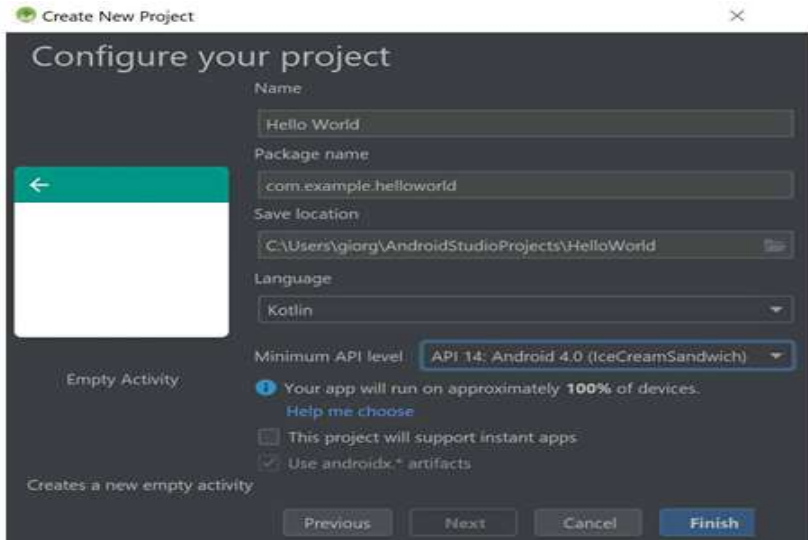 Create New Project
Configure your project
Name
Hello World
Package name
com.example.helloworld
Save location
C:\Users\giorg\AndroidStudioProjects\HelloWorld
Language
Kotlin
Minimum API level API 14: Android 4.0 (IceCreamSandwich)
Empty Activity
Your app will run on approximately 100% of devices.
Help me choose
This project will support instant apps
Use androidx.* artifacts
Creates a new empty activity
Previous Next Cancel Finish